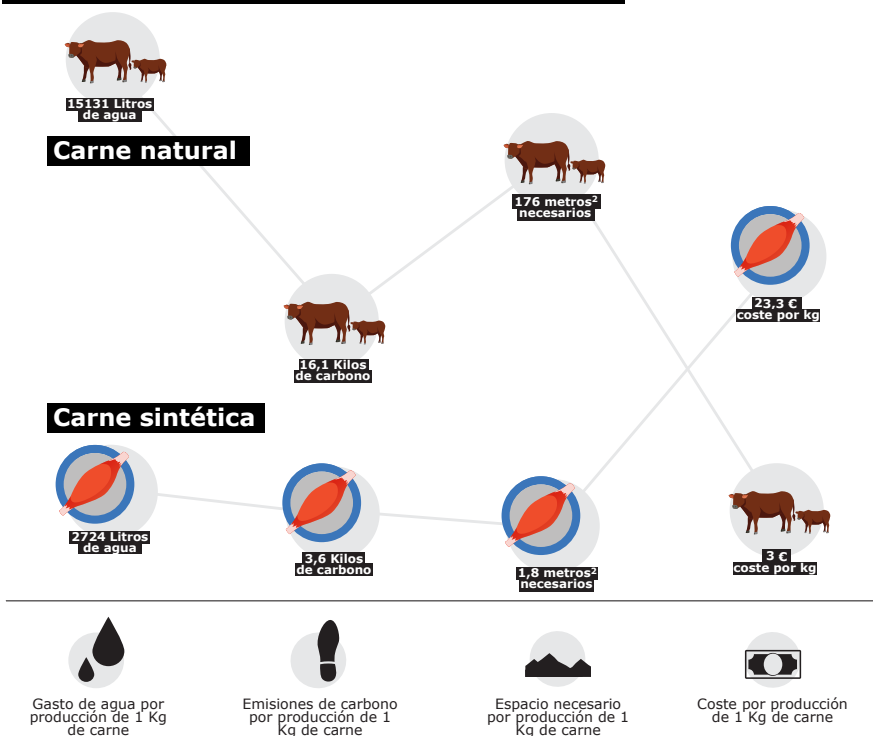 15131 Litros
de agua
Carne natural
176 metros²
necesarios
23,3 €
coste por kg
16,1 Kilos
de carbono
Carne sintética
2724 Litros
de agua
3,6 Kilos
de carbono
1,8 metros²
necesarios
3 €
coste por kg
Gasto de agua por
producción de 1 Kg
de carne
Emisiones de carbono
por producción de 1
Kg de carne
Espacio necesario
por producción de 1
Kg de carne
Coste por producción
de 1 Kg de carne